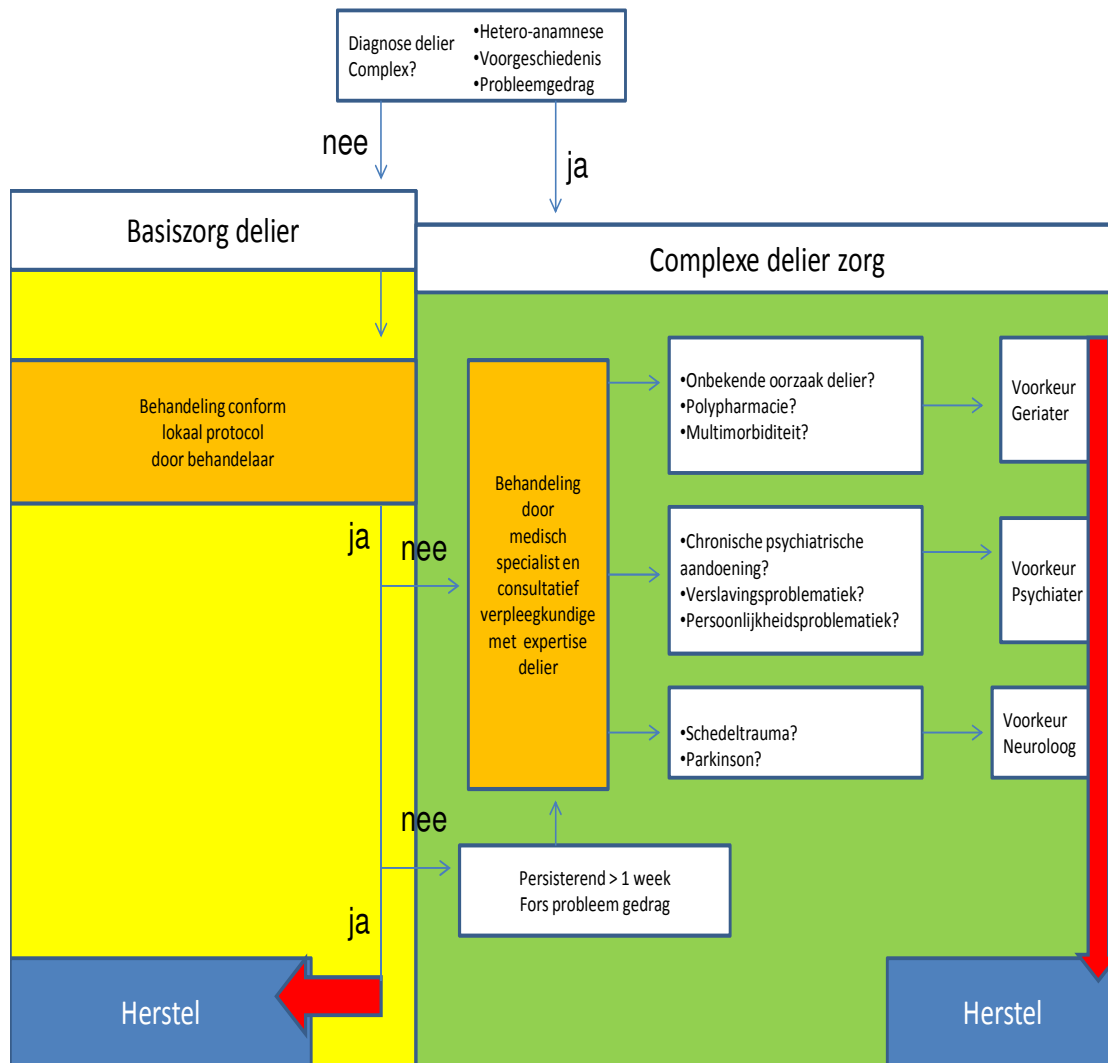 Diagnose delier
Complex?
•Hetero-anamnese
•Voorgeschiedenis
•Probleemgedrag
nee
ja
Basiszorg delier
Complexe delier zorg
Behandeling conform
lokaal protocol
door behandelaar
ja
nee
Behandeling
door
medisch
specialist en
consultatief
verpleegkundige
met expertise
delier
•Onbekende oorzaak delier?
•Polypharmacie?
•Multimorbiditeit?
Voorkeur
Geriater
•Chronische psychiatrische
aandoening?
•Verslavingsproblematiek?
•Persoonlijkheidsproblematiek?
Voorkeur
Psychiater
•Schedeltrauma?
•Parkinson?
Voorkeur
Neuroloog
nee
Persisterend > 1 week
Fors probleem gedrag
ja
Herstel
Herstel